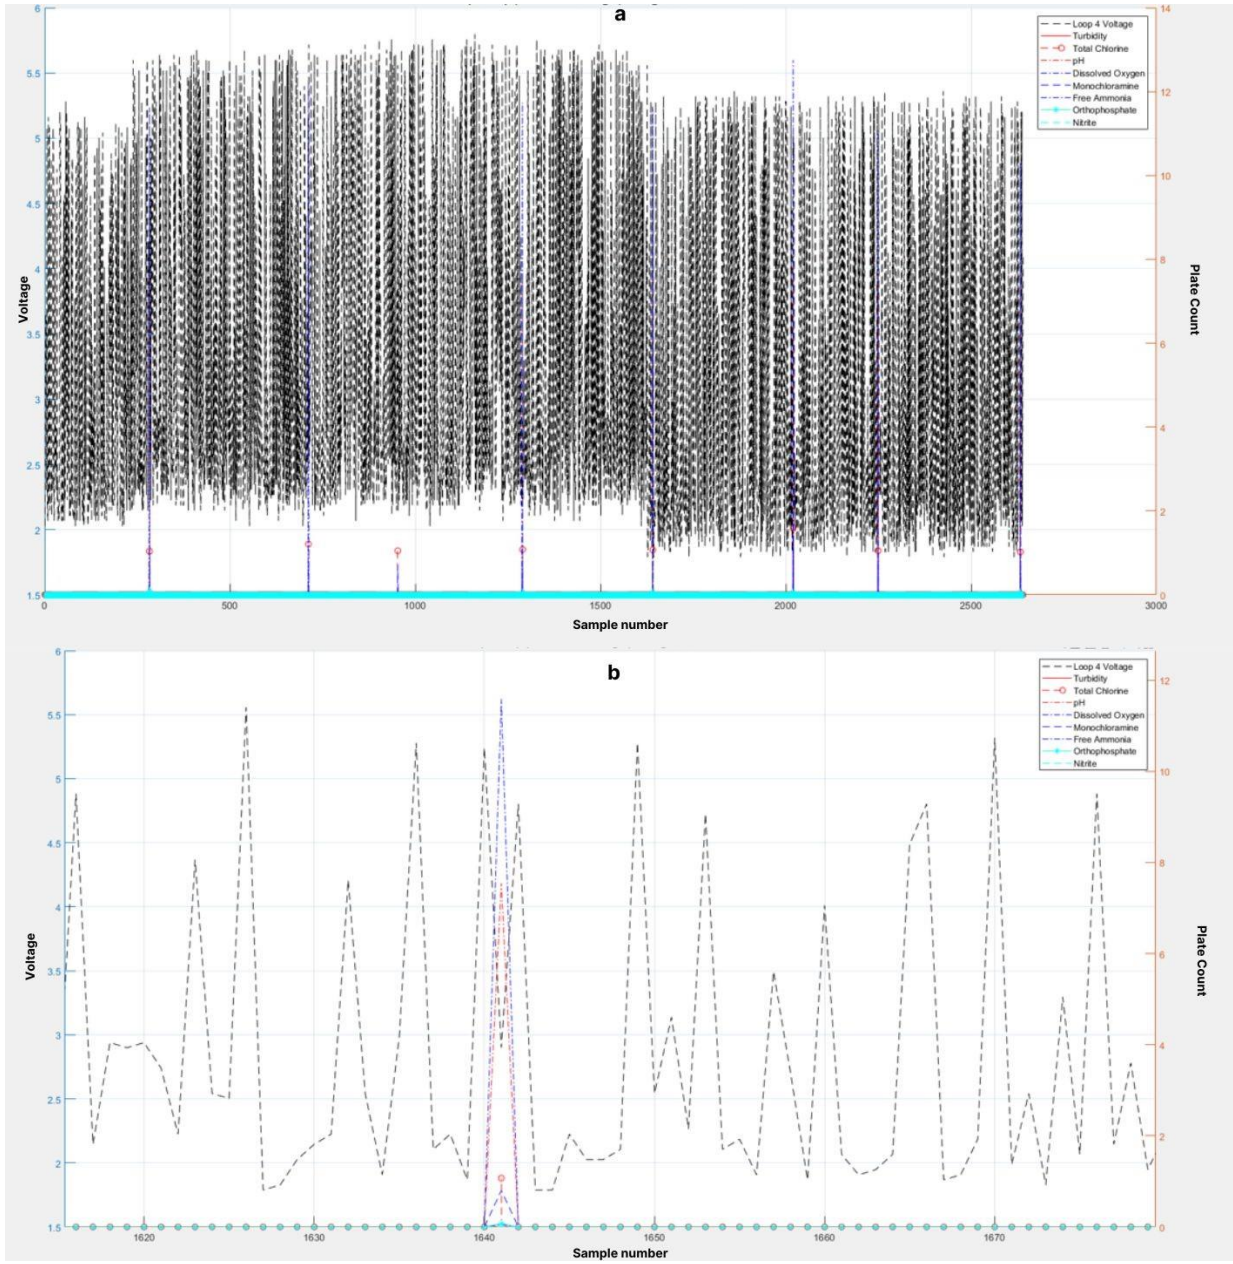 a
6
5.5
5
4.5
4
3.5
3
2.5
2
1.5
Voltage
14
12
10
8
6
4
2
0
Plate Count
Loop 4 Voltage
Turbidity
Total Chlorine
pH
Dissolved Oxygen
Monochloramine
Free Ammonia
Orthophosphate
Nitrite
0 500 1000 1500 2000 2500 3000
Sample number
b
6
5.5
5
4.5
4
3.5
3
2.5
2
1.5
Voltage
12
10
8
6
4
2
0
Plate Count
Loop 4 Voltage
Turbidity
Total Chlorine
pH
Dissolved Oxygen
Monochloramine
Free Ammonia
Orthophosphate
Nitrite
1620 1630 1640 1650 1660 1670
Sample number